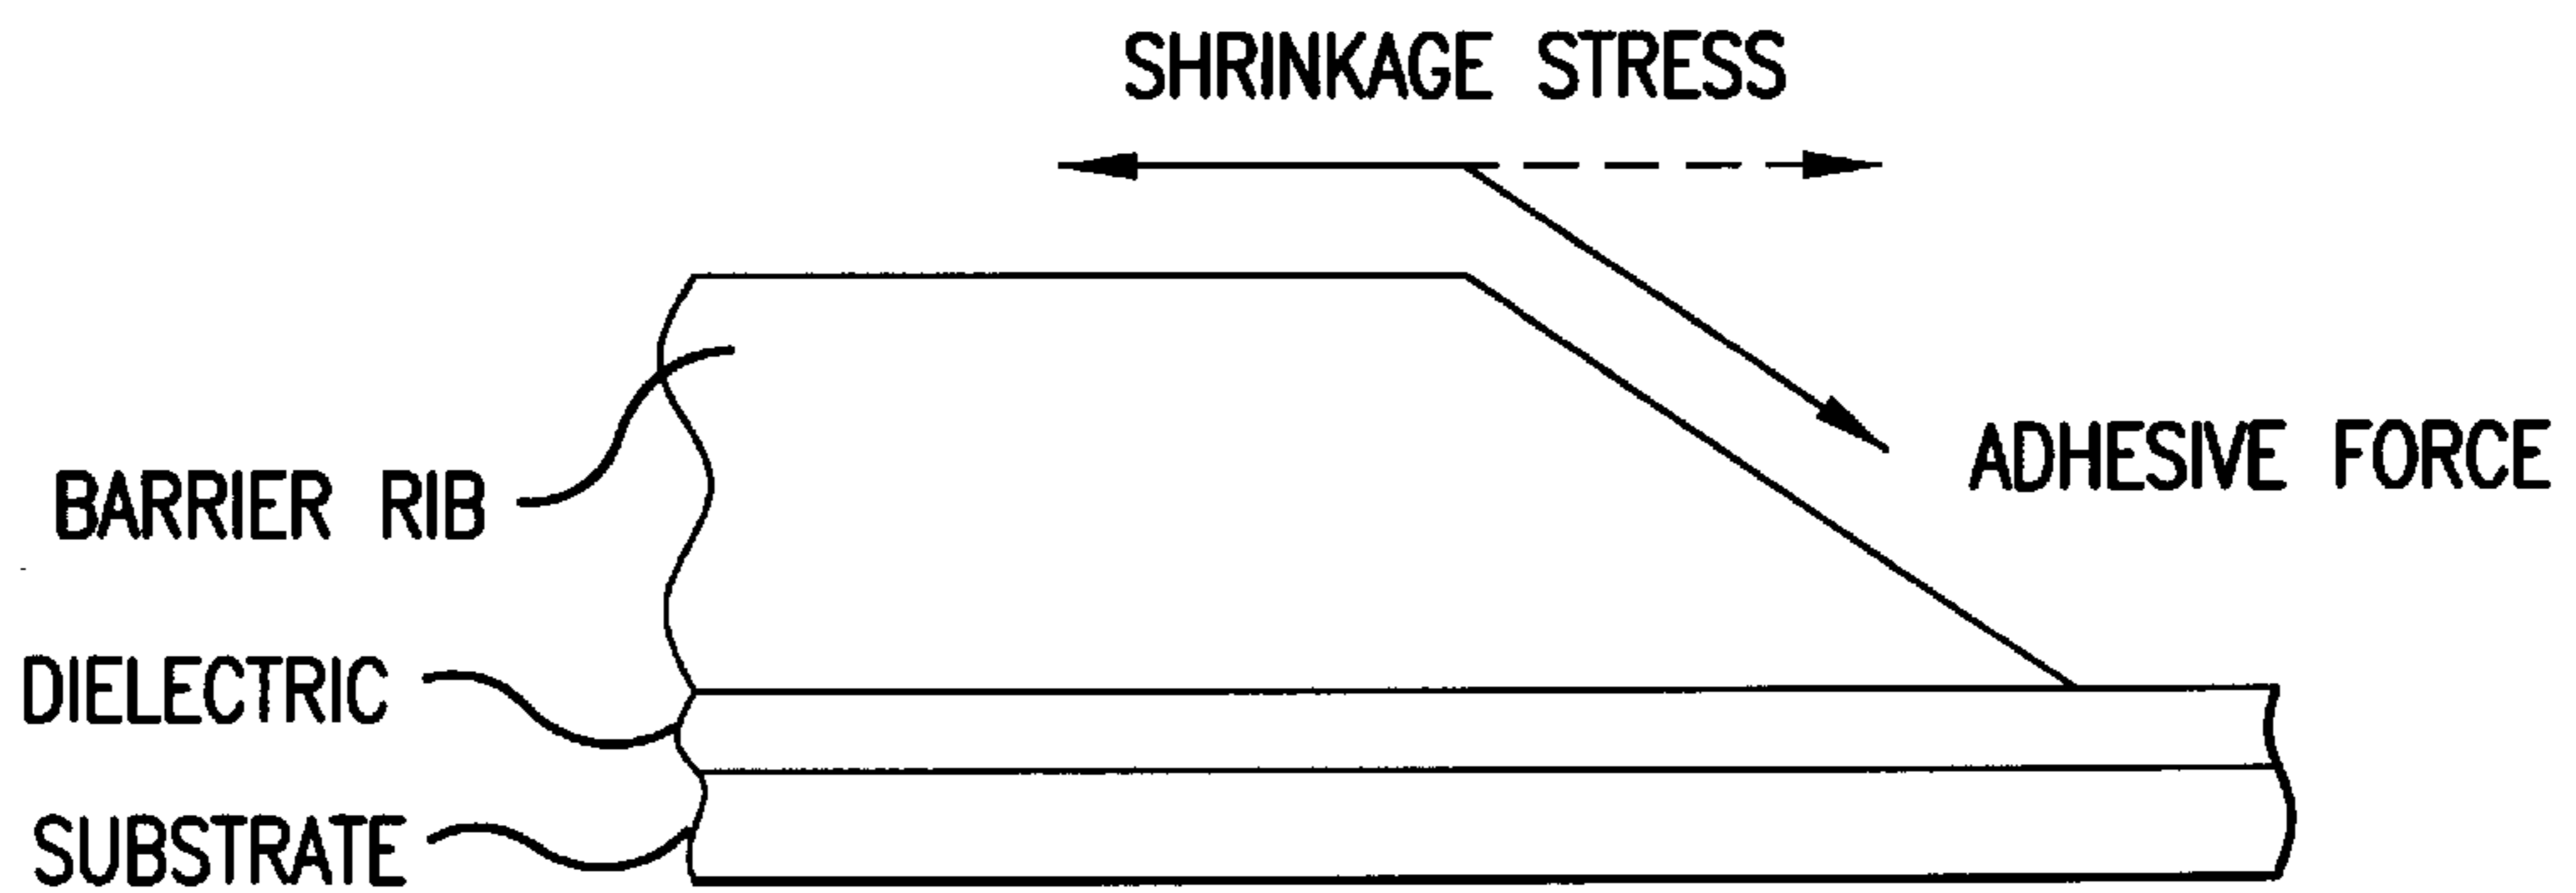 SHRINKAGE STRESS
ADHESIVE FORCE
BARRIER RIB
DIELECTRIC
SUBSTRATE